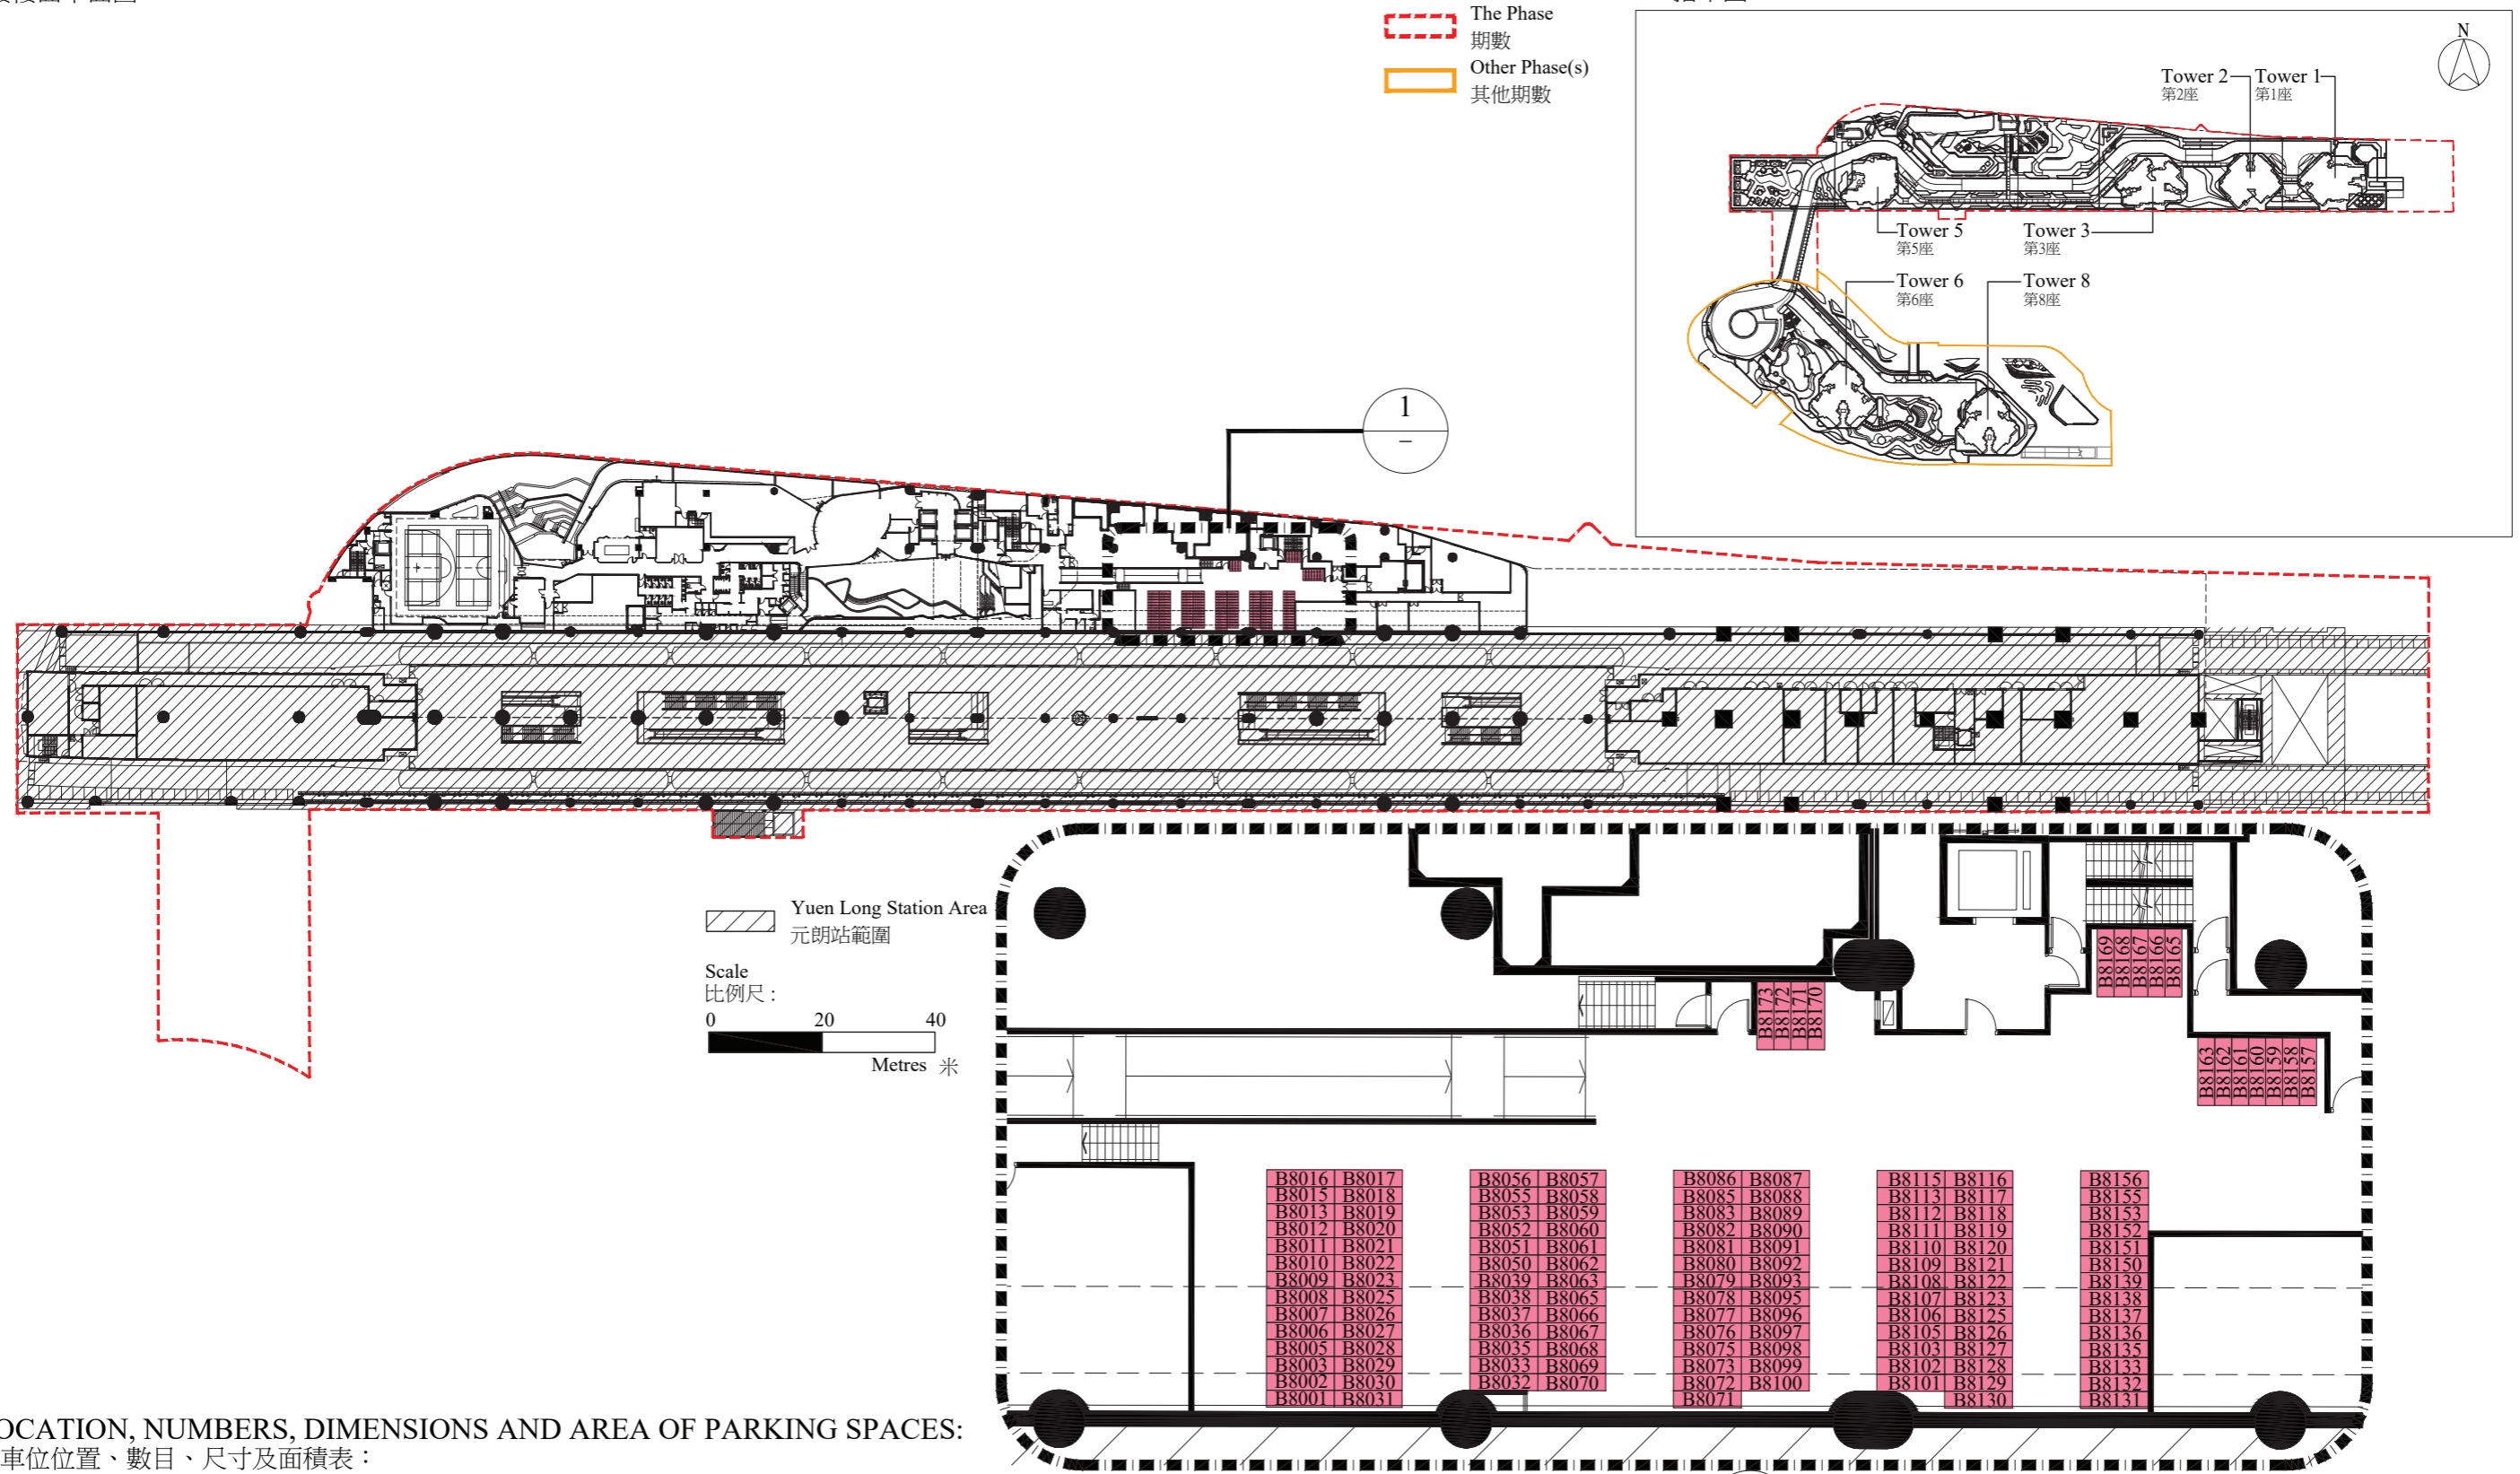 The Phase
期數
Other Phase(s)
其他期數
N
Tower 2
第2座
Tower 1
第1座
Tower 5
第5座
Tower 3
第3座
Tower 6
第6座
Tower 8
第8座
1
–
Yuen Long Station Area
元朗站範圍
Scale
比例尺：
0 20 40
Metres 米
B8169
B8168
B8167
B8166
B8165
B8173
B8172
B8171
B8170
B8163
B8162
B8161
B8160
B8159
B8158
B8157
B8016 B8017
B8015 B8018
B8013 B8019
B8012 B8020
B8011 B8021
B8010 B8022
B8009 B8023
B8008 B8025
B8007 B8026
B8006 B8027
B8005 B8028
B8003 B8029
B8002 B8030
B8001 B8031
B8056 B8057
B8055 B8058
B8053 B8059
B8052 B8060
B8051 B8061
B8050 B8062
B8039 B8063
B8038 B8065
B8037 B8066
B8036 B8067
B8035 B8068
B8033 B8069
B8032 B8070
B8086 B8087
B8085 B8088
B8083 B8089
B8082 B8090
B8081 B8091
B8080 B8092
B8079 B8093
B8078 B8095
B8077 B8096
B8076 B8097
B8075 B8098
B8073 B8099
B8072 B8100
B8071
B8115 B8116
B8113 B8117
B8112 B8118
B8111 B8119
B8110 B8120
B8109 B8121
B8108 B8122
B8107 B8123
B8106 B8125
B8105 B8126
B8103 B8127
B8102 B8128
B8101 B8129
B8130
B8156
B8155
B8153
B8152
B8151
B8150
B8139
B8138
B8137
B8136
B8135
B8133
B8132
B8131
OCATION, NUMBERS, DIMENSIONS AND AREA OF PARKING SPACES:
車位位置、數目、尺寸及面積表：